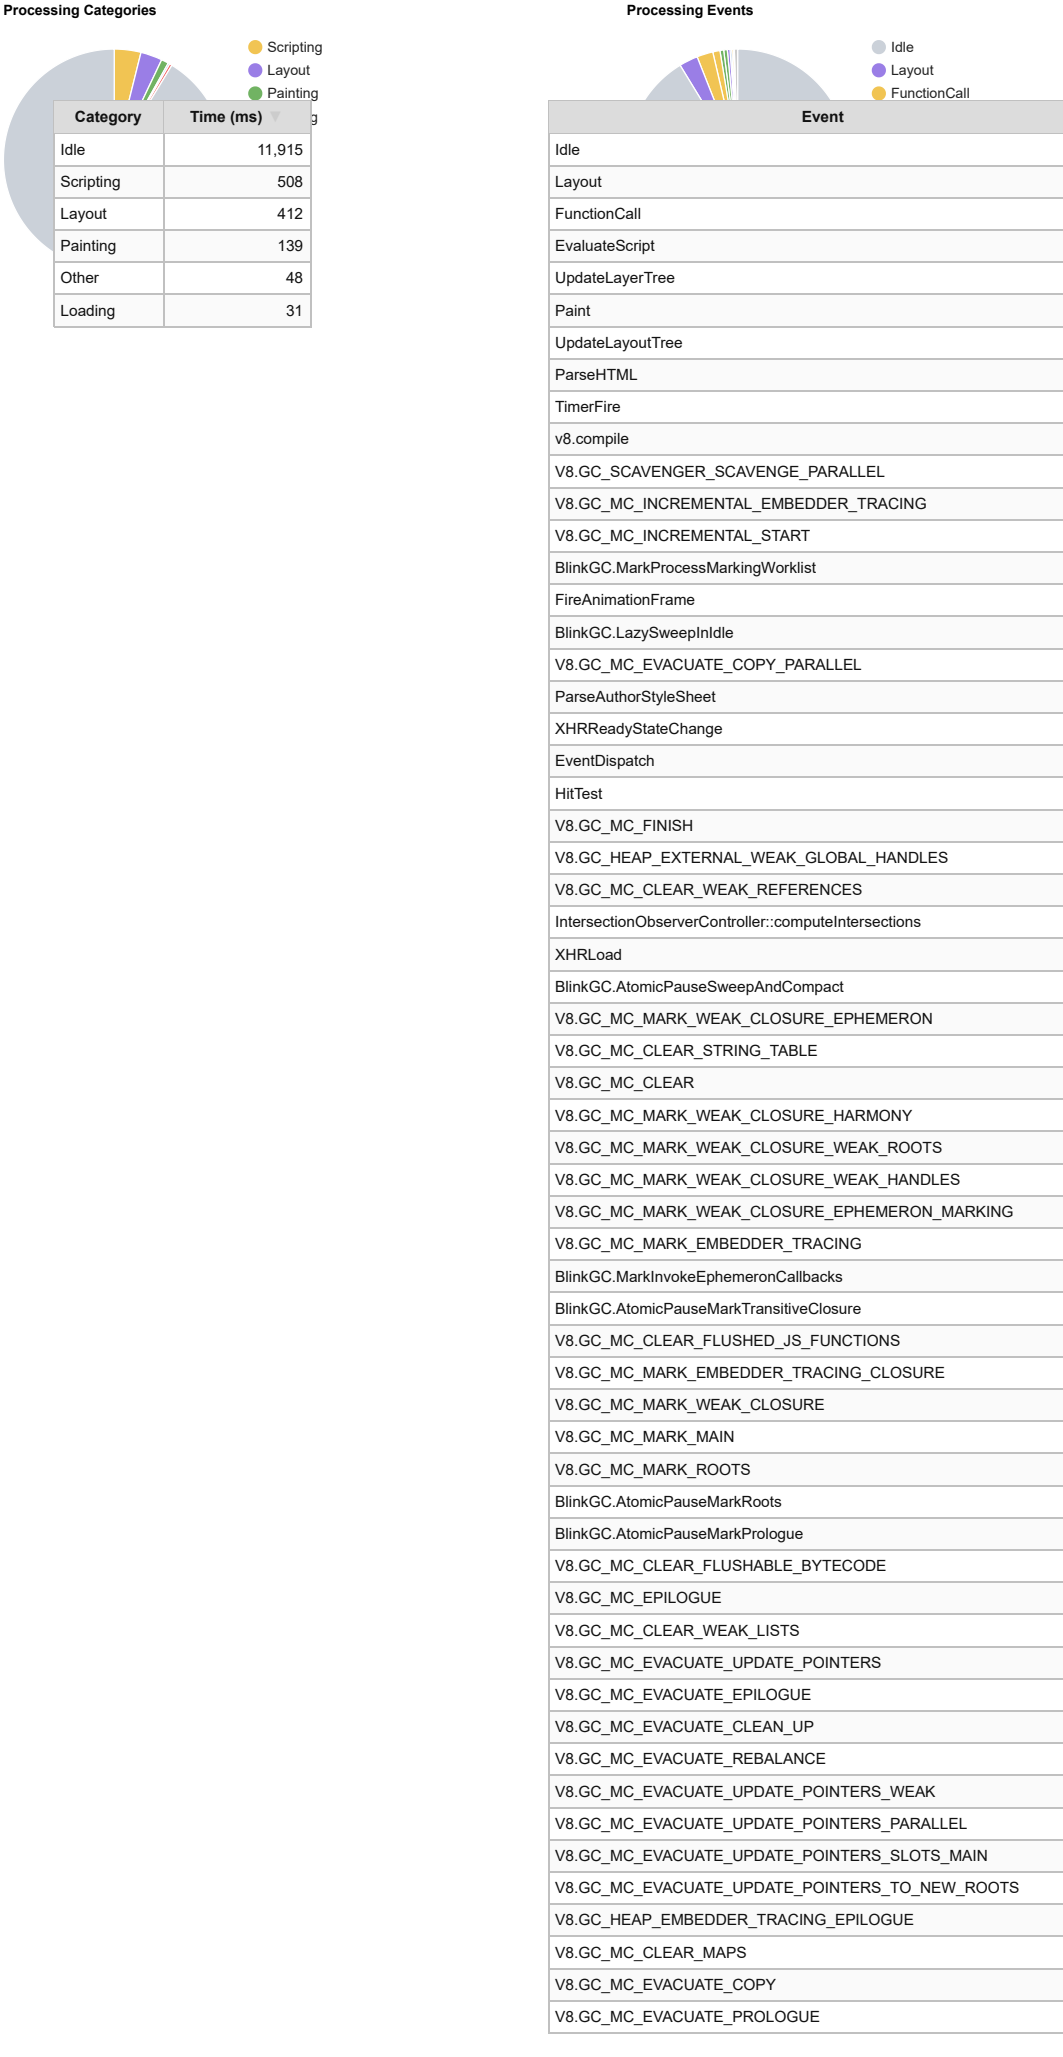 Processing Categories
Scripting
Layout
Painting
g
Category Time (ms)
Idle 11,915
Scripting 508
Layout 412
Painting 139
Other 48
Loading 31
Processing Events
Idle
Layout
FunctionCall
Event
Idle
Layout
FunctionCall
EvaluateScript
UpdateLayerTree
Paint
UpdateLayoutTree
ParseHTML
TimerFire
v8.compile
V8.GC_SCAVENGER_SCAVENGE_PARALLEL
V8.GC_MC_INCREMENTAL_EMBEDDER_TRACING
V8.GC_MC_INCREMENTAL_START
BlinkGC.MarkProcessMarkingWorklist
FireAnimationFrame
BlinkGC.LazySweepInIdle
V8.GC_MC_EVACUATE_COPY_PARALLEL
ParseAuthorStyleSheet
XHRReadyStateChange
EventDispatch
HitTest
V8.GC_MC_FINISH
V8.GC_HEAP_EXTERNAL_WEAK_GLOBAL_HANDLES
V8.GC_MC_CLEAR_WEAK_REFERENCES
IntersectionObserverController::computeIntersections
XHRLoad
BlinkGC.AtomicPauseSweepAndCompact
V8.GC_MC_MARK_WEAK_CLOSURE_EPHEMERON
V8.GC_MC_CLEAR_STRING_TABLE
V8.GC_MC_CLEAR
V8.GC_MC_MARK_WEAK_CLOSURE_HARMONY
V8.GC_MC_MARK_WEAK_CLOSURE_WEAK_ROOTS
V8.GC_MC_MARK_WEAK_CLOSURE_WEAK_HANDLES
V8.GC_MC_MARK_WEAK_CLOSURE_EPHEMERON_MARKING
V8.GC_MC_MARK_EMBEDDER_TRACING
BlinkGC.MarkInvokeEphemeronCallbacks
BlinkGC.AtomicPauseMarkTransitiveClosure
V8.GC_MC_CLEAR_FLUSHED_JS_FUNCTIONS
V8.GC_MC_MARK_EMBEDDER_TRACING_CLOSURE
V8.GC_MC_MARK_WEAK_CLOSURE
V8.GC_MC_MARK_MAIN
V8.GC_MC_MARK_ROOTS
BlinkGC.AtomicPauseMarkRoots
BlinkGC.AtomicPauseMarkPrologue
V8.GC_MC_CLEAR_FLUSHABLE_BYTECODE
V8.GC_MC_EPILOGUE
V8.GC_MC_CLEAR_WEAK_LISTS
V8.GC_MC_EVACUATE_UPDATE_POINTERS
V8.GC_MC_EVACUATE_EPILOGUE
V8.GC_MC_EVACUATE_CLEAN_UP
V8.GC_MC_EVACUATE_REBALANCE
V8.GC_MC_EVACUATE_UPDATE_POINTERS_WEAK
V8.GC_MC_EVACUATE_UPDATE_POINTERS_PARALLEL
V8.GC_MC_EVACUATE_UPDATE_POINTERS_SLOTS_MAIN
V8.GC_MC_EVACUATE_UPDATE_POINTERS_TO_NEW_ROOTS
V8.GC_HEAP_EMBEDDER_TRACING_EPILOGUE
V8.GC_MC_CLEAR_MAPS
V8.GC_MC_EVACUATE_COPY
V8.GC_MC_EVACUATE_PROLOGUE